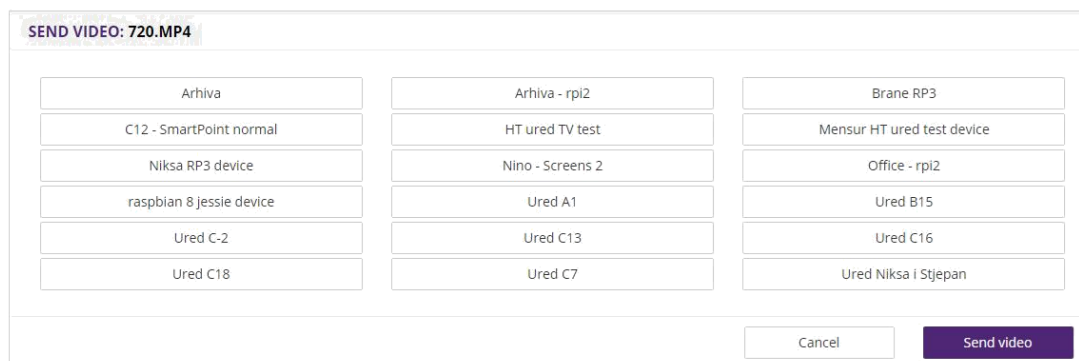 SEND VIDEO: 720.MP4
Arhiva
Arhiva - rpi2
Brane RP3
C12 - SmartPoint normal
HT ured TV test
Mensur HT ured test device
Niksa RP3 device
Nino - Screens 2
Office - rpi2
raspbian 8 jessie device
Ured A1
Ured B15
Ured C-2
Ured C13
Ured C16
Ured C18
Ured C7
Ured Niksa i Stjepan
Cancel
Send video